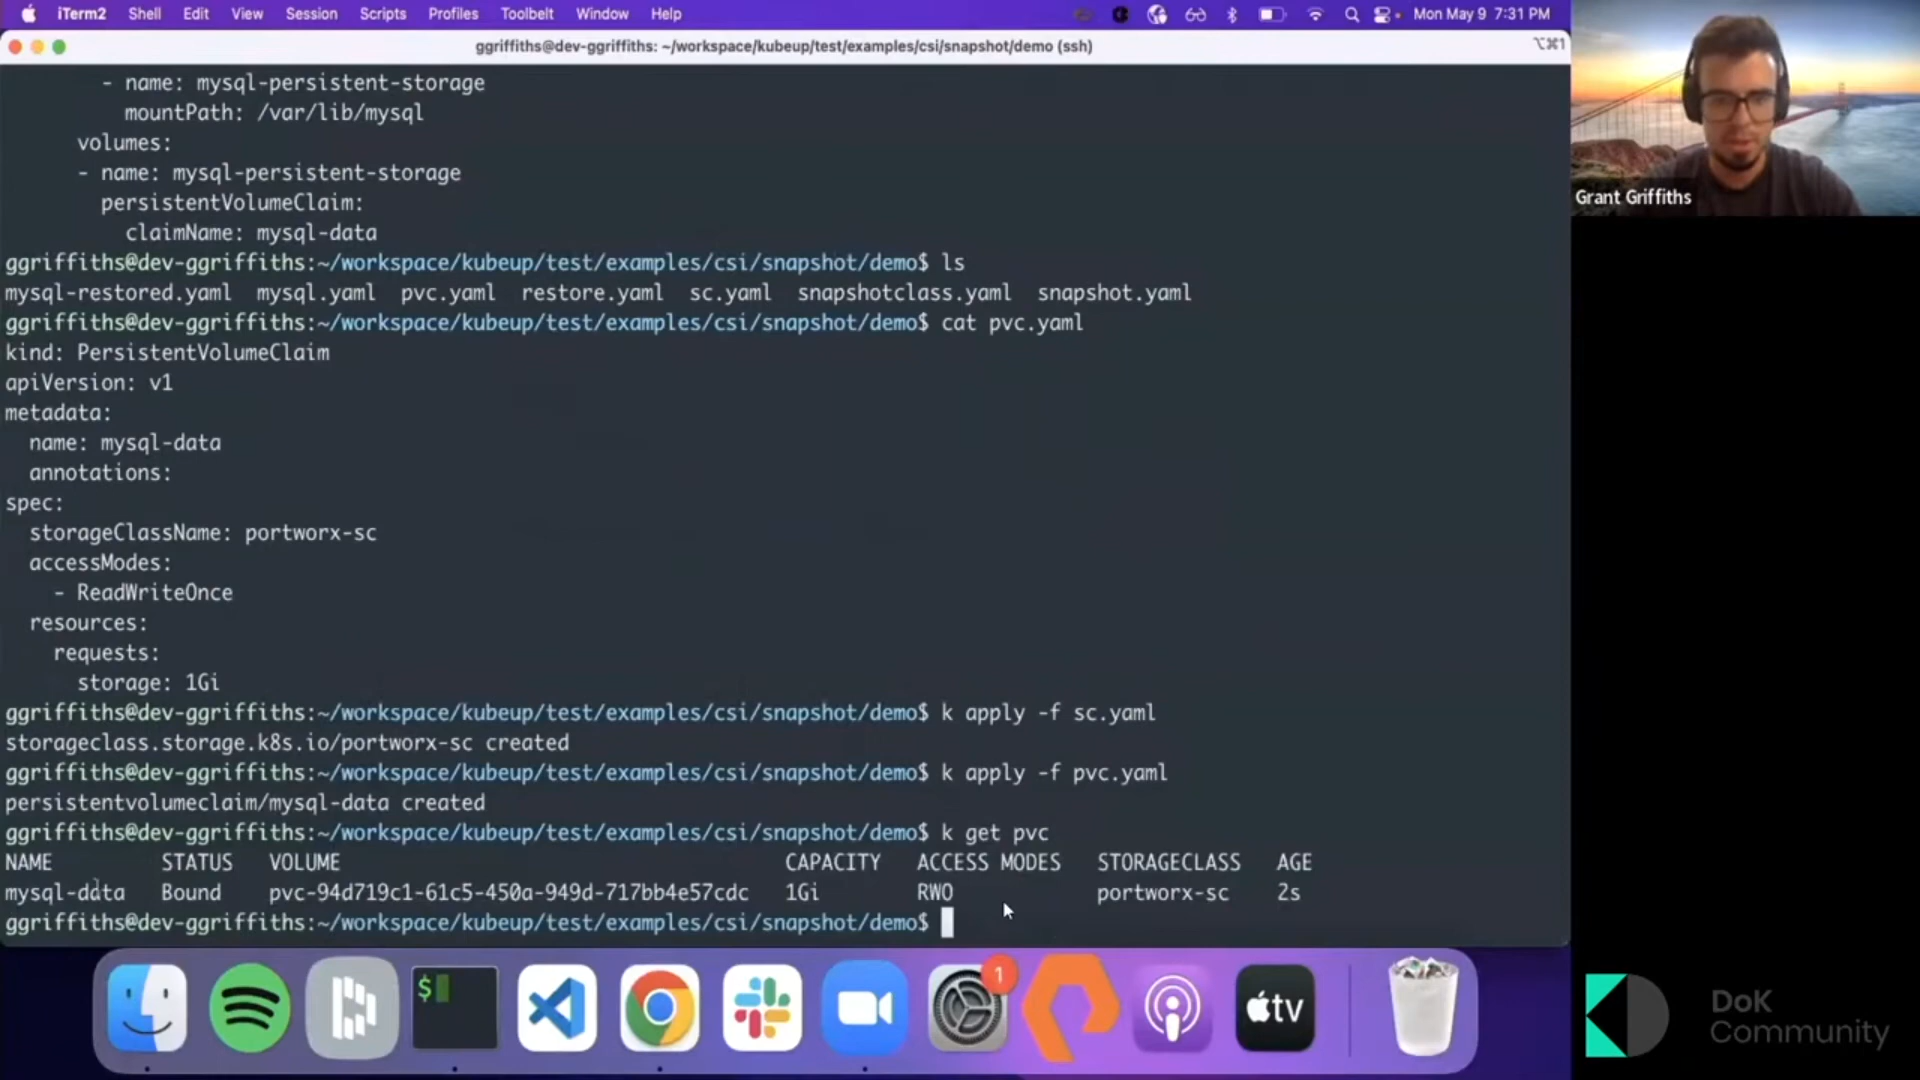 iTerm2 Shell Edit View Session Scripts Profiles Toolbelt Window Help Mon May 9 7:31 PM
ggriffiths@dev-ggriffiths: ~/workspace/kubeup/test/examples/csi/snapshot/demo (ssh) ⌥⌘1
- name: mysql-persistent-storage
mountPath: /var/lib/mysql
volumes:
- name: mysql-persistent-storage
persistentVolumeClaim:
claimName: mysql-data
ggriffiths@dev-ggriffiths:~/workspace/kubeup/test/examples/csi/snapshot/demo$ ls
mysql-restored.yaml mysql.yaml pvc.yaml restore.yaml sc.yaml snapshotclass.yaml snapshot.yaml
ggriffiths@dev-ggriffiths:~/workspace/kubeup/test/examples/csi/snapshot/demo$ cat pvc.yaml
kind: PersistentVolumeClaim
apiVersion: v1
metadata:
name: mysql-data
annotations:
spec:
storageClassName: portworx-sc
accessModes:
- ReadWriteOnce
resources:
requests:
storage: 1Gi
ggriffiths@dev-ggriffiths:~/workspace/kubeup/test/examples/csi/snapshot/demo$ k apply -f sc.yaml
storageclass.storage.k8s.io/portworx-sc created
ggriffiths@dev-ggriffiths:~/workspace/kubeup/test/examples/csi/snapshot/demo$ k apply -f pvc.yaml
persistentvolumeclaim/mysql-data created
ggriffiths@dev-ggriffiths:~/workspace/kubeup/test/examples/csi/snapshot/demo$ k get pvc
NAME STATUS VOLUME CAPACITY ACCESS MODES STORAGECLASS AGE
mysql-data Bound pvc-94d719c1-61c5-450a-949d-717bb4e57cdc 1Gi RWO portworx-sc 2s
ggriffiths@dev-ggriffiths:~/workspace/kubeup/test/examples/csi/snapshot/demo$
Grant Griffiths
$
1
tv
DoK
Community